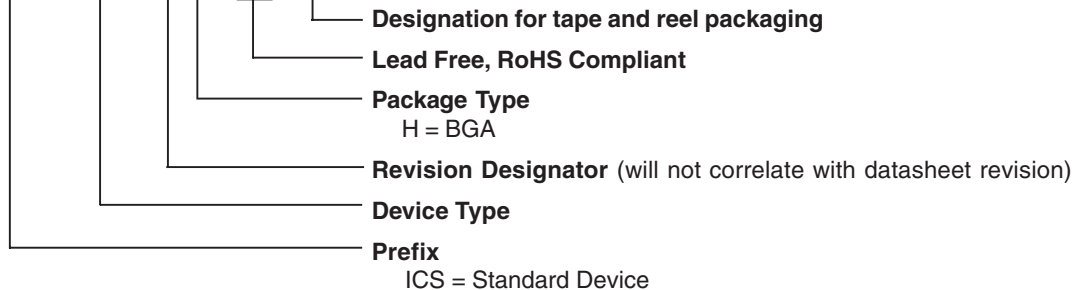 Designation for tape and reel packaging
Lead Free, RoHS Compliant
Package Type
H = BGA
Revision Designator (will not correlate with datasheet revision)
Device Type
Prefix
ICS = Standard Device